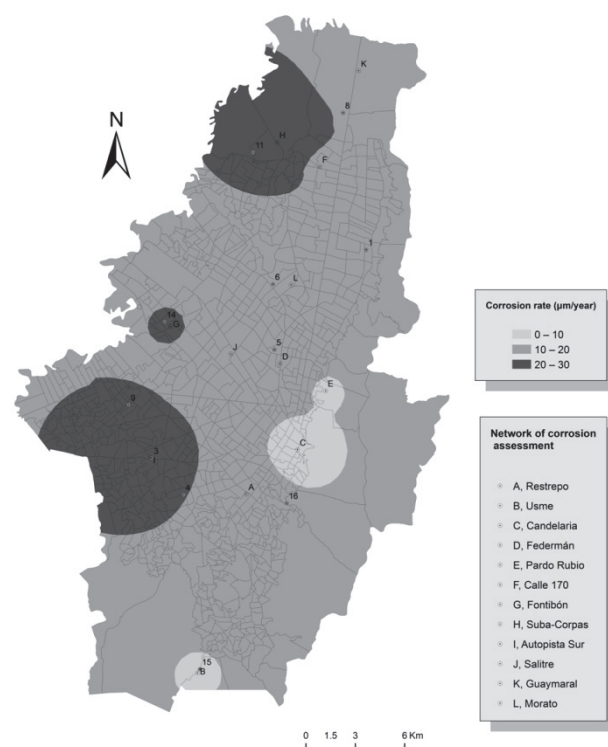 N
K
8
H
11
F
1
6 L
14
G
5
J
D
E
9
C
3
I
4
A
16
15
B
0 1.5 3 6 Km
Corrosion rate (µm/year)
0 – 10
10 – 20
20 – 30
Network of corrosion
assessment
A, Restrepo
B, Usme
C, Candelaria
D, Federmán
E, Pardo Rubio
F, Calle 170
G, Fontibón
H, Suba-Corpas
I, Autopista Sur
J, Salitre
K, Guaymaral
L, Morato